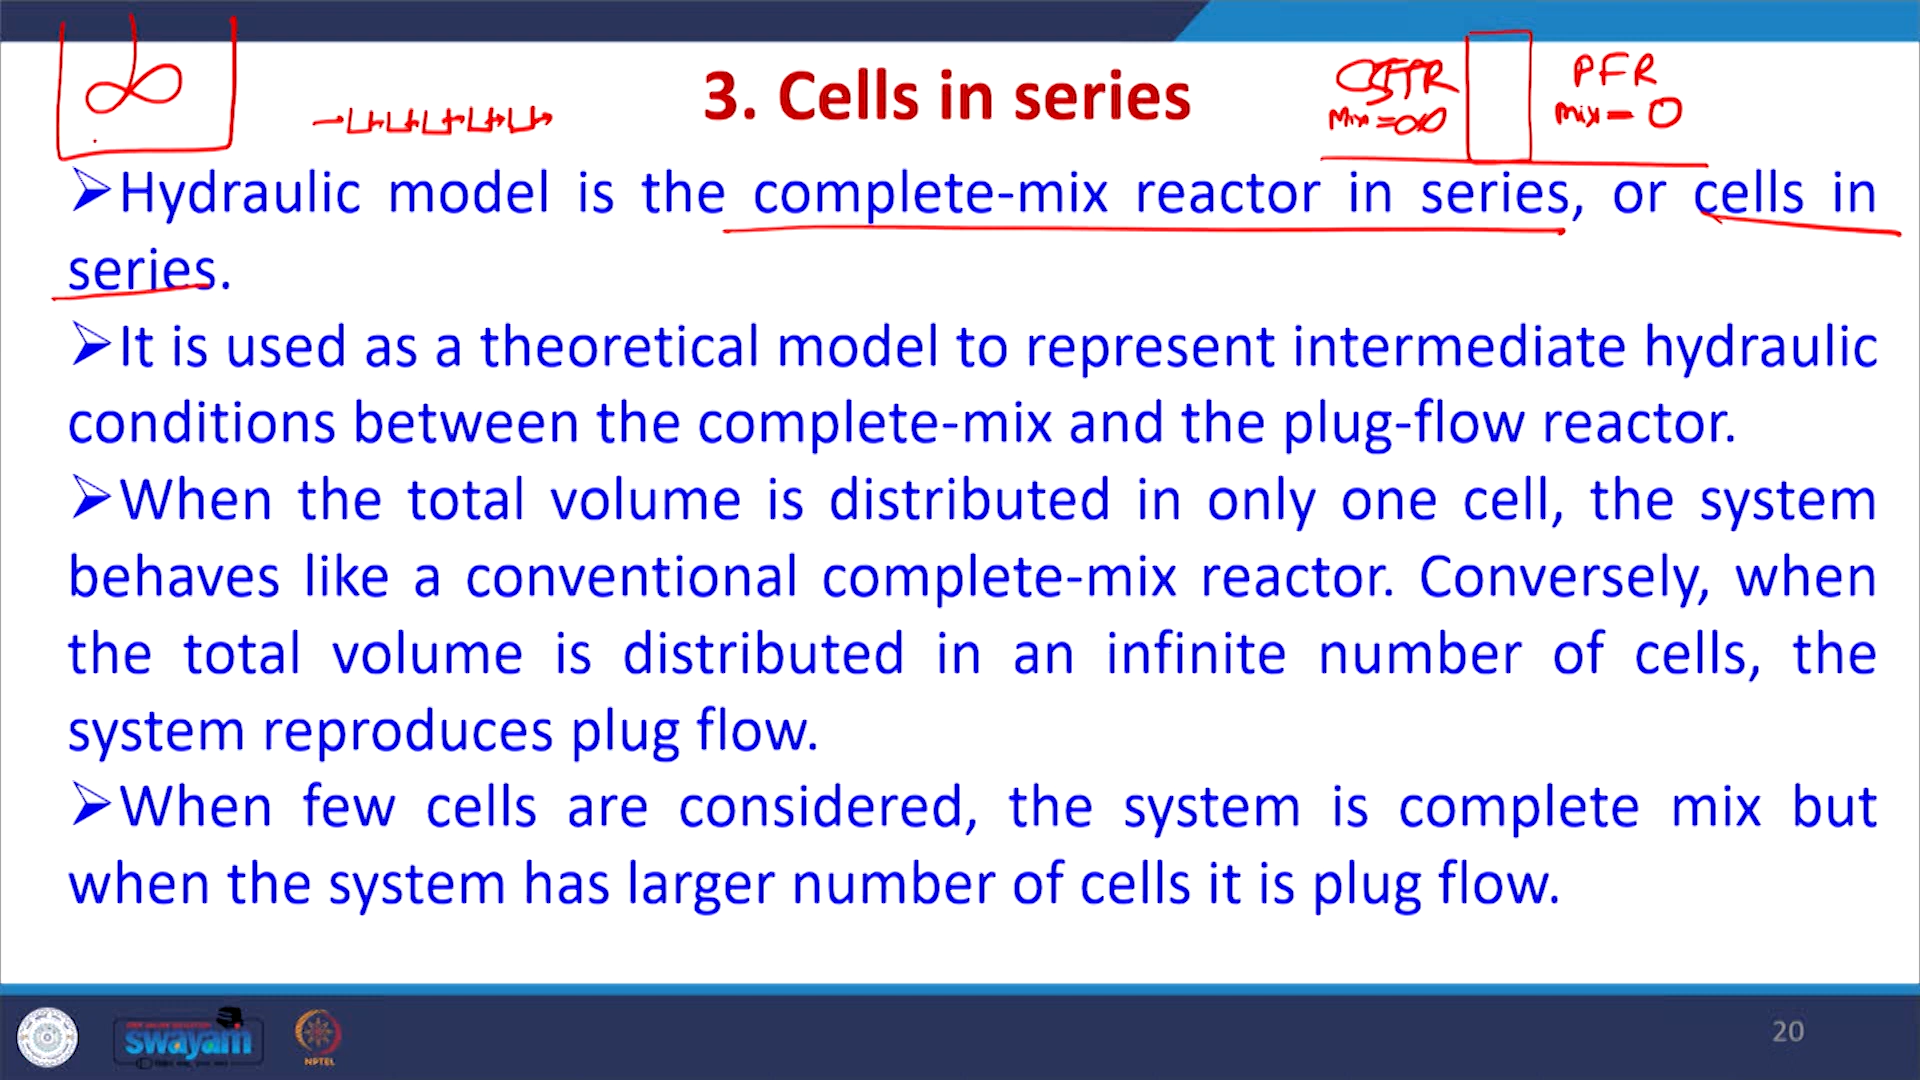 3. Cells in series
CSTR
Mix = ∞
PFR
Mix = 0
➢Hydraulic model is the complete-mix reactor in series, or cells in
series.
➢It is used as a theoretical model to represent intermediate hydraulic
conditions between the complete-mix and the plug-flow reactor.
➢When the total volume is distributed in only one cell, the system
behaves like a conventional complete-mix reactor. Conversely, when
the total volume is distributed in an infinite number of cells, the
system reproduces plug flow.
➢When few cells are considered, the system is complete mix but
when the system has larger number of cells it is plug flow.
swayam
NPTEL
20